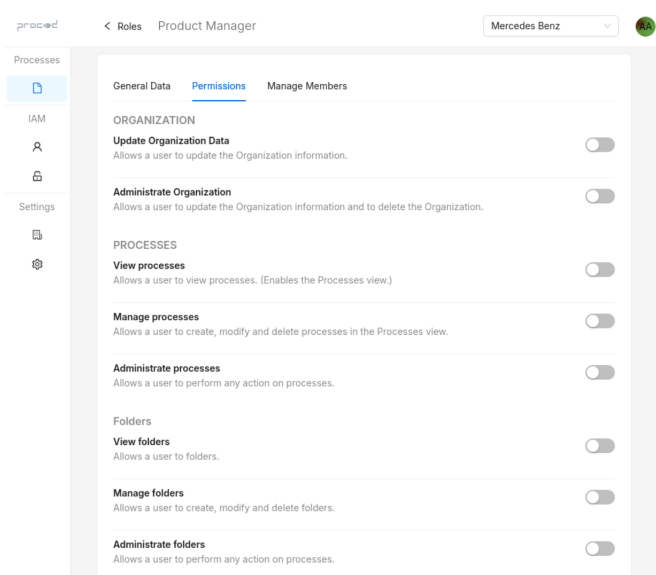 proceed
Roles
Product Manager
Mercedes Benz
AA
Processes
IAM
Settings
General Data
Permissions
Manage Members
ORGANIZATION
Update Organization Data
Allows a user to update the Organization information.
Administrate Organization
Allows a user to update the Organization information and to delete the Organization.
PROCESSES
View processes
Allows a user to view processes. (Enables the Processes view.)
Manage processes
Allows a user to create, modify and delete processes in the Processes view.
Administrate processes
Allows a user to perform any action on processes.
Folders
View folders
Allows a user to folders.
Manage folders
Allows a user to create, modify and delete folders.
Administrate folders
Allows a user to perform any action on processes.